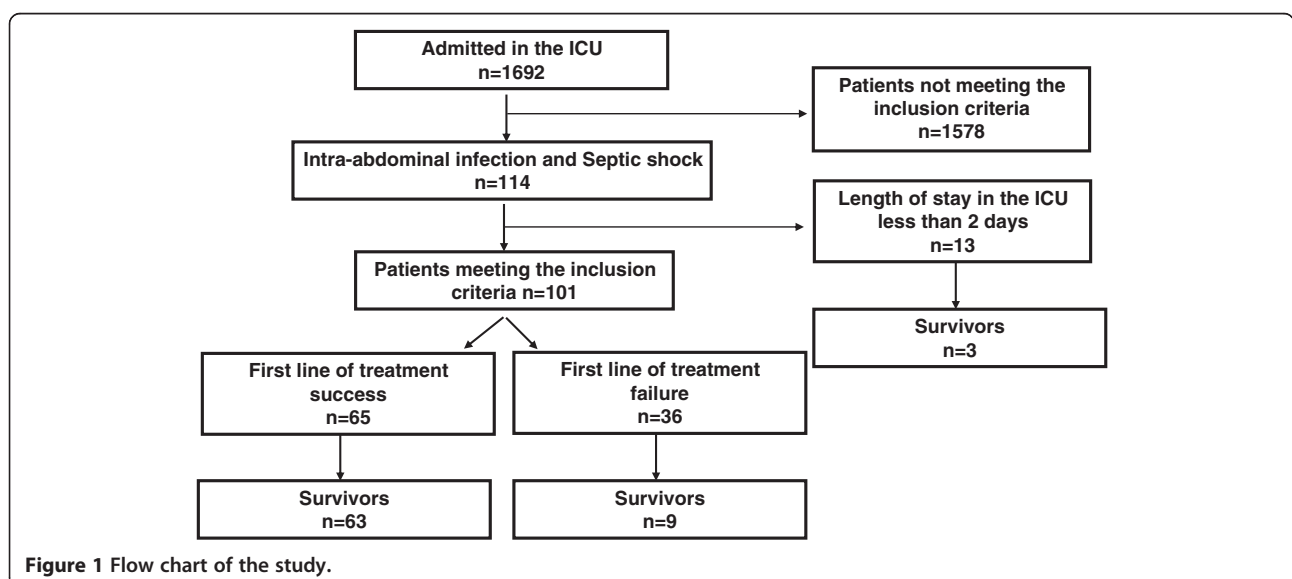 Admitted in the ICU
n=1692
Patients not meeting the
inclusion criteria
n=1578
Intra-abdominal infection and Septic shock
n=114
Length of stay in the ICU
less than 2 days
n=13
Patients meeting the inclusion
criteria n=101
Survivors
n=3
First line of treatment
success
n=65
First line of treatment
failure
n=36
Survivors
n=63
Survivors
n=9
Figure 1 Flow chart of the study.